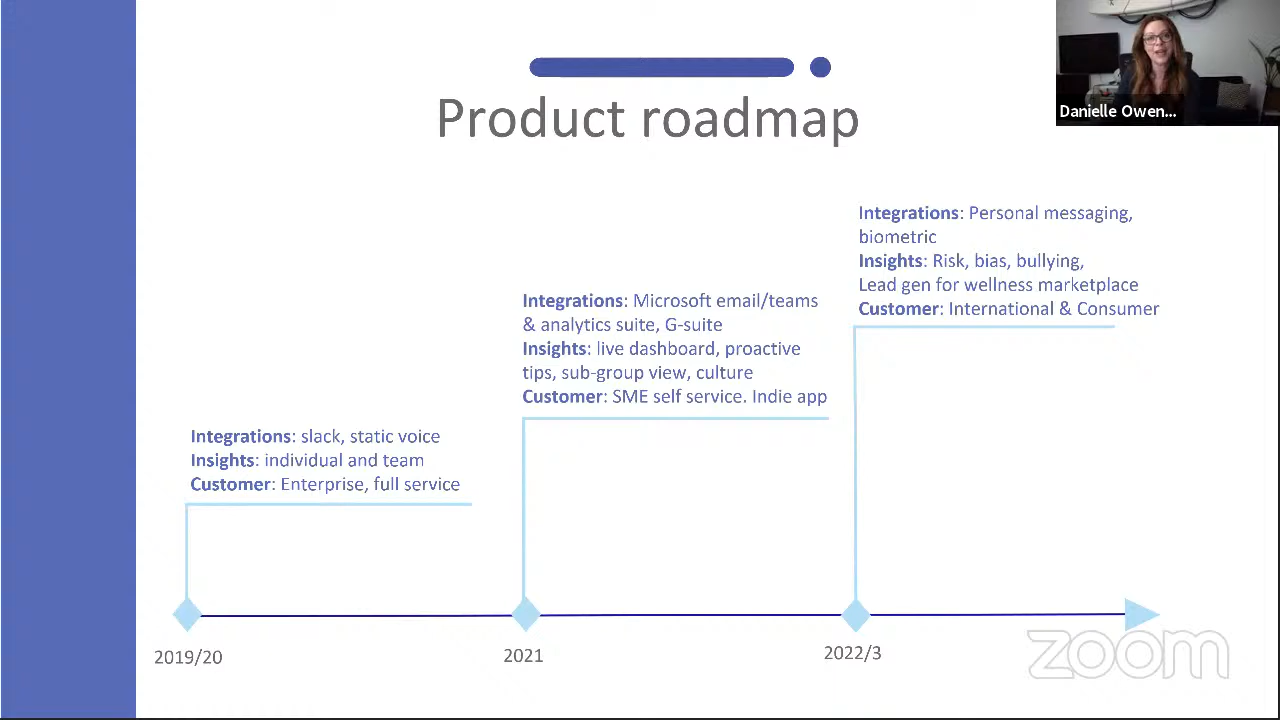 Product roadmap
Danielle Owen...
Integrations: Personal messaging,
biometric
Insights: Risk, bias, bullying,
Lead gen for wellness marketplace
Customer: International & Consumer
Integrations: Microsoft email/teams
& analytics suite, G-suite
Insights: live dashboard, proactive
tips, sub-group view, culture
Customer: SME self service. Indie app
Integrations: slack, static voice
Insights: individual and team
Customer: Enterprise, full service
2019/20
2021
2022/3
zoom